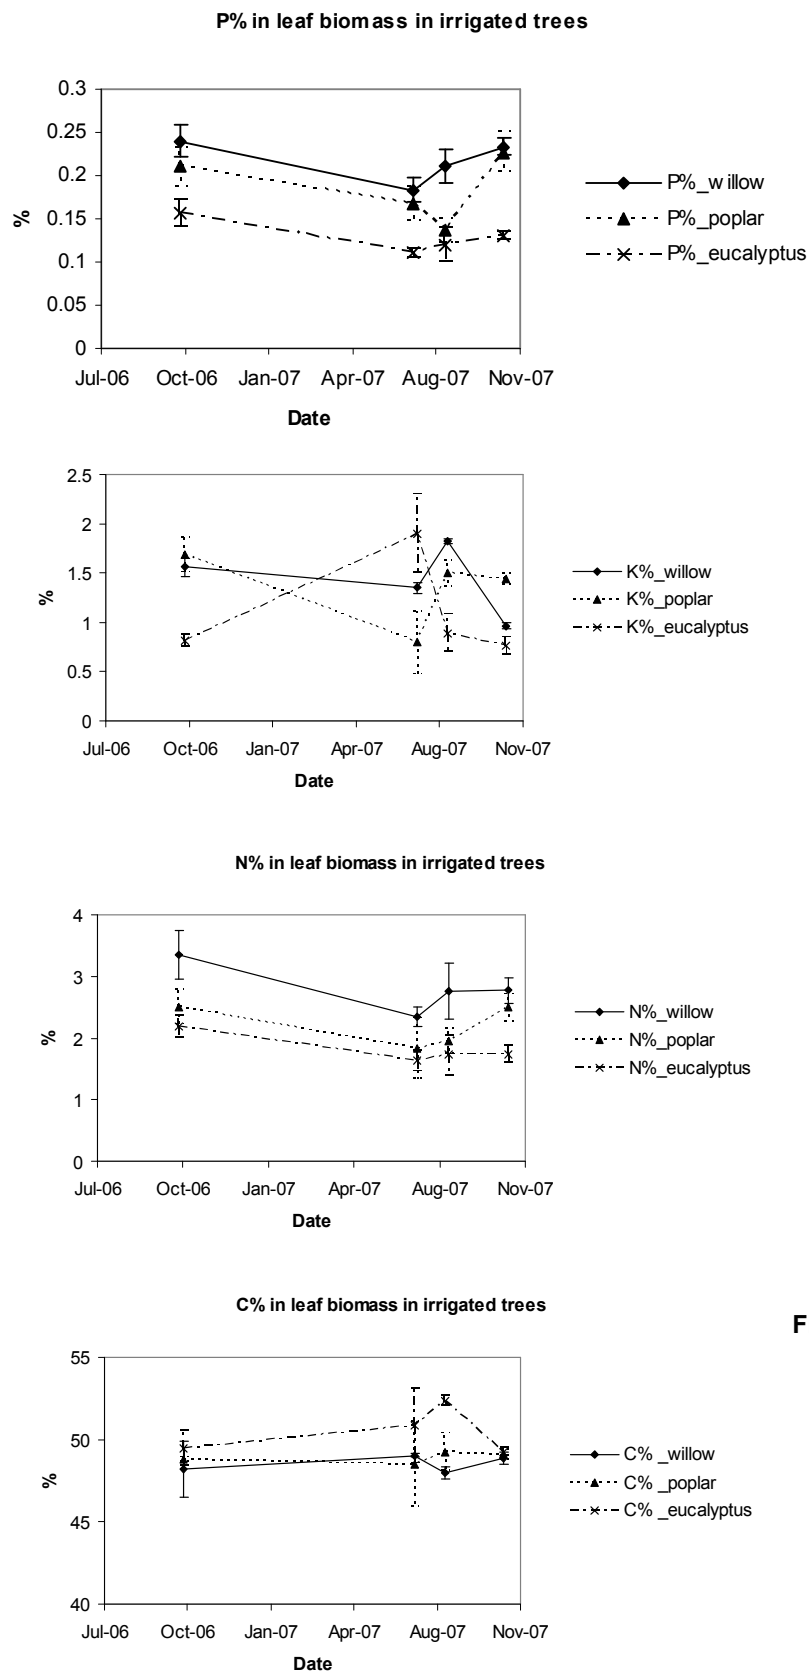 P% in leaf biomass in irrigated trees
0.3
0.25
0.2
0.15
0.1
0.05
0
%
Jul-06 Oct-06 Jan-07 Apr-07 Aug-07 Nov-07
Date
P%_willow
P%_poplar
P%_eucalyptus
2.5
2
1.5
1
0.5
0
%
Jul-06 Oct-06 Jan-07 Apr-07 Aug-07 Nov-07
Date
K%_willow
K%_poplar
K%_eucalyptus
N% in leaf biomass in irrigated trees
4
3
2
1
0
%
Jul-06 Oct-06 Jan-07 Apr-07 Aug-07 Nov-07
Date
N%_willow
N%_poplar
N%_eucalyptus
C% in leaf biomass in irrigated trees
F
55
50
45
40
%
Jul-06 Oct-06 Jan-07 Apr-07 Aug-07 Nov-07
Date
C% _willow
C% _poplar
C% _eucalyptus